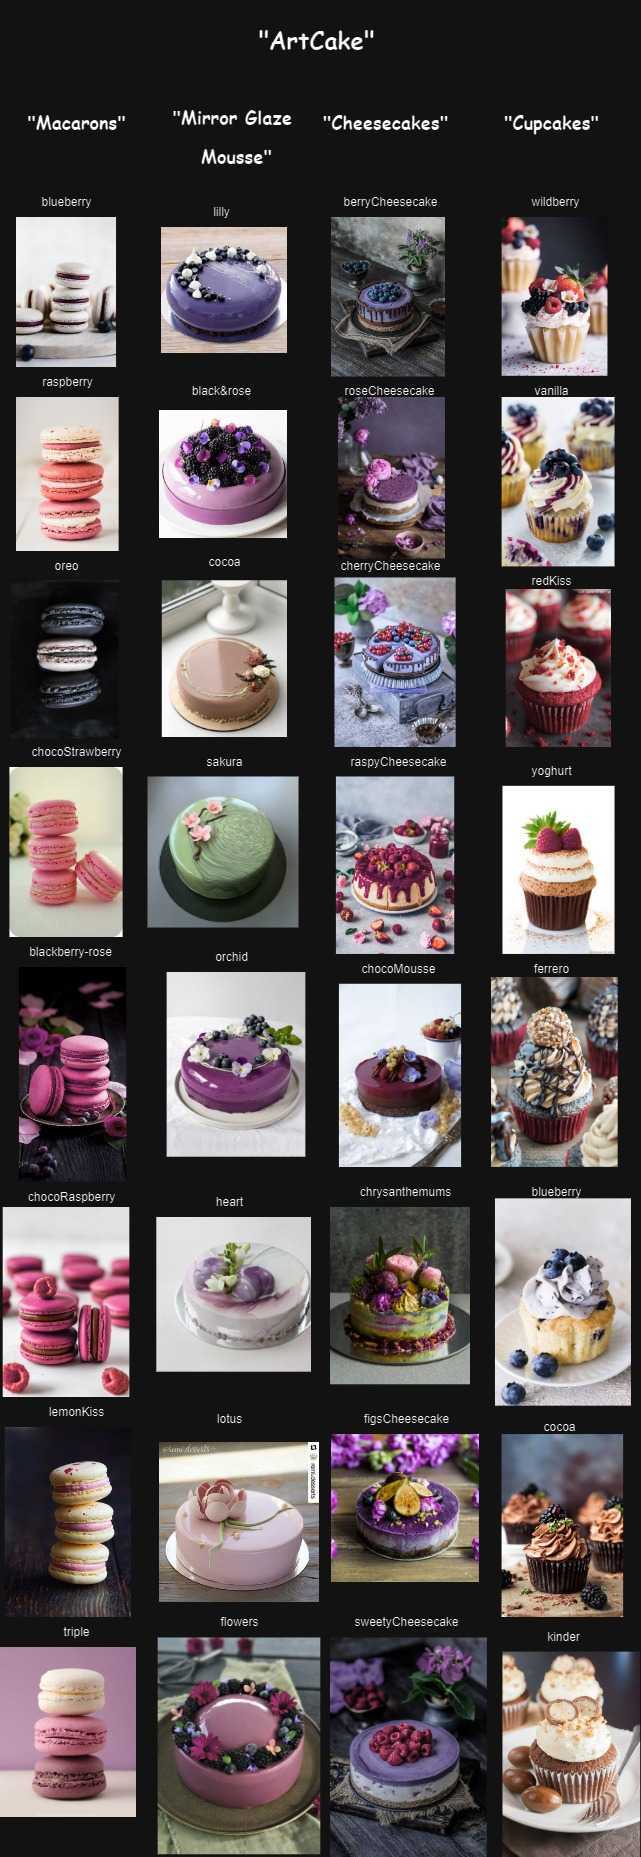 "ArtCake"
"Macarons"
"Mirror Glaze
Mousse"
"Cheesecakes"
"Cupcakes"
blueberry
lilly
berryCheesecake
wildberry
raspberry
black&rose
roseCheesecake
vanilla
oreo
cocoa
cherryCheesecake
redKiss
chocoStrawberry
sakura
raspyCheesecake
yoghurt
blackberry-rose
orchid
chocoMousse
ferrero
chocoRaspberry
heart
chrysanthemums
blueberry
lemonKiss
lotus
figsCheesecake
cocoa
triple
flowers
sweetyCheesecake
kinder